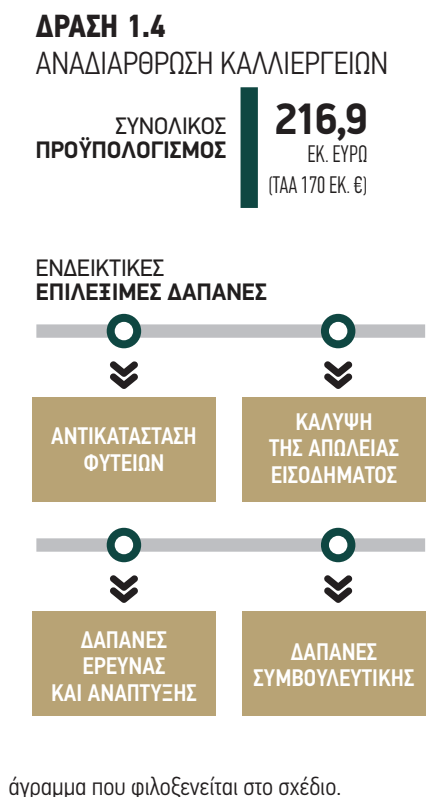 ΔΡΑΣΗ 1.4
ΑΝΑΔΙΑΡΘΡΩΣΗ ΚΑΛΛΙΕΡΓΕΙΩΝ
ΣΥΝΟΛΙΚΟΣ
ΠΡΟΫΠΟΛΟΓΙΣΜΟΣ
216,9
ΕΚ. ΕΥΡΩ
(ΤΑΑ 170 ΕΚ. €)
ΕΝΔΕΙΚΤΙΚΕΣ
ΕΠΙΛΕΞΙΜΕΣ ΔΑΠΑΝΕΣ
ΑΝΤΙΚΑΤΑΣΤΑΣΗ
ΦΥΤΕΙΩΝ
ΚΑΛΥΨΗ
ΤΗΣ ΑΠΩΛΕΙΑΣ
ΕΙΣΟΔΗΜΑΤΟΣ
ΔΑΠΑΝΕΣ
ΕΡΕΥΝΑΣ
ΚΑΙ ΑΝΑΠΤΥΞΗΣ
ΔΑΠΑΝΕΣ
ΣΥΜΒΟΥΛΕΥΤΙΚΗΣ
άγραμμα που φιλοξενείται στο σχέδιο.